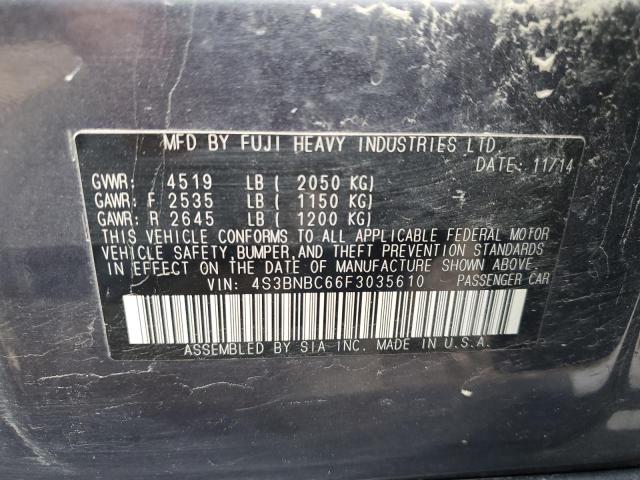 MFD BY FUJI HEAVY INDUSTRIES LTD.
DATE: 11/14
GVWR: 4519 LB ( 2050 KG)
GAWR: F 2535 LB ( 1150 KG)
GAWR: R 2645 LB ( 1200 KG)
THIS VEHICLE CONFORMS TO ALL APPLICABLE FEDERAL MOTOR
VEHICLE SAFETY, BUMPER, AND THEFT PREVENTION STANDARDS
IN EFFECT ON THE DATE OF MANUFACTURE SHOWN ABOVE
VIN: 4S3BNBC66F3035610 PASSENGER CAR
ASSEMBLED BY SIA INC. MADE IN U.S.A.